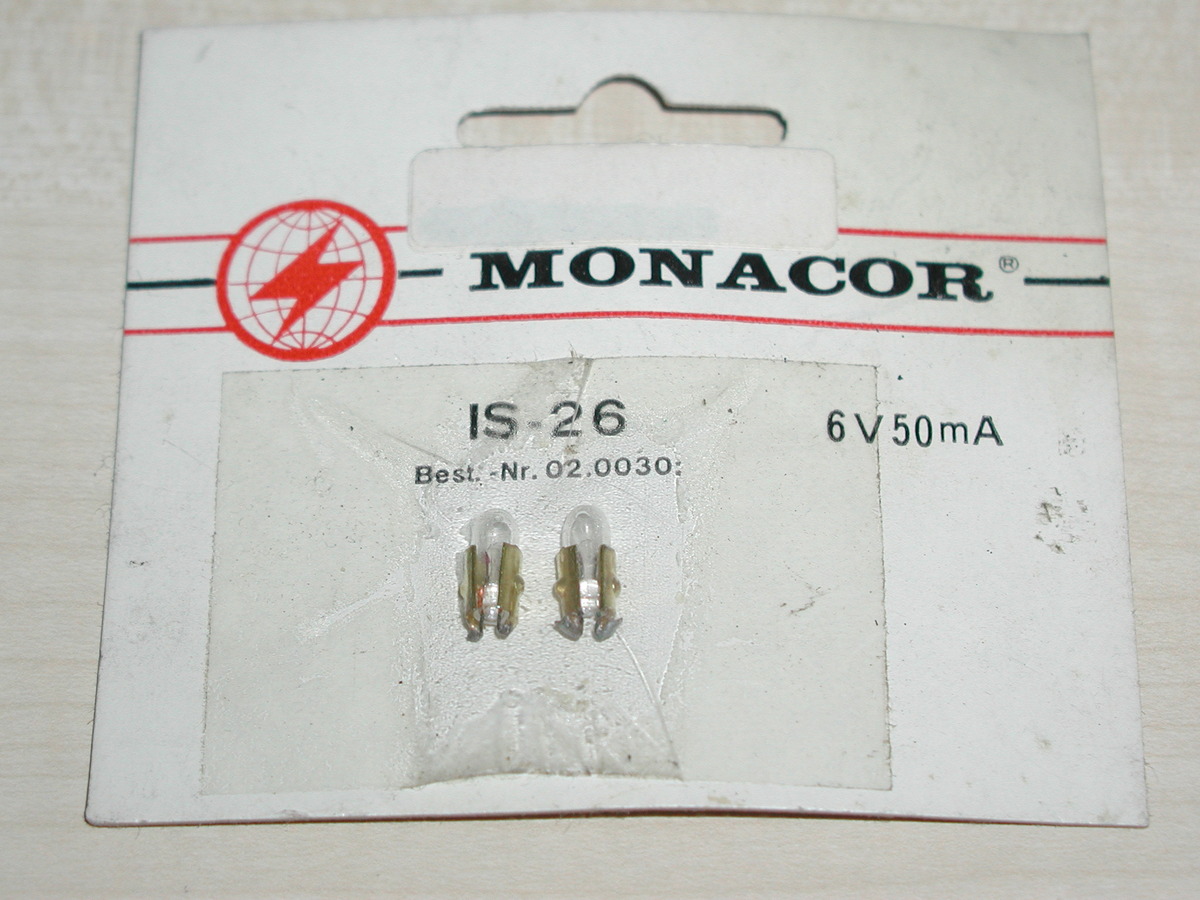 MONACOR®
IS-26
6V50mA
Best.-Nr. 02.0030: